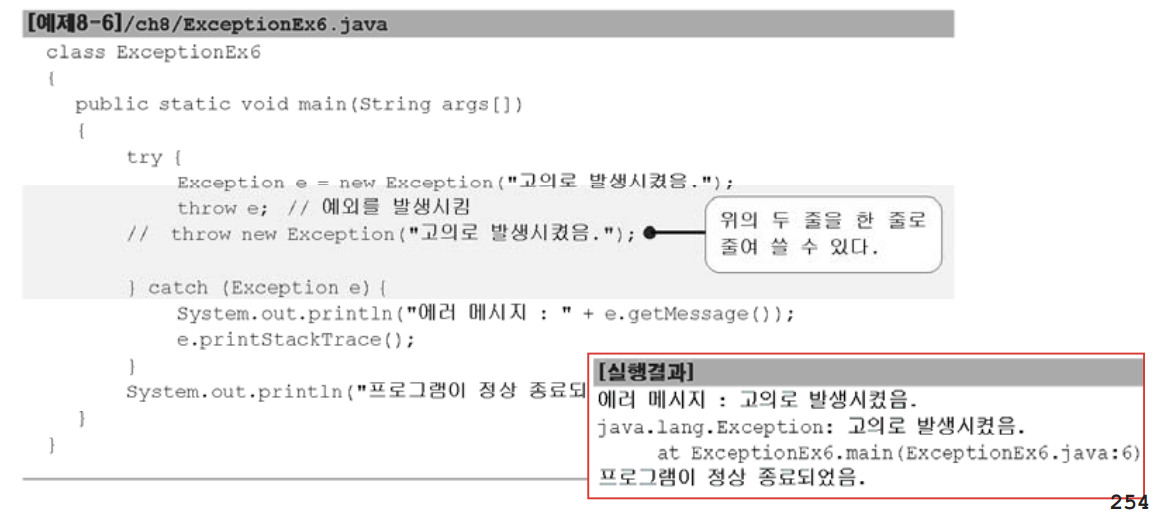 [예제8-6]/ch8/ExceptionEx6.java
class ExceptionEx6
{
public static void main(String args[])
{
try {
Exception e = new Exception("고의로 발생시켰음.");
throw e; // 예외를 발생시킴
// throw new Exception("고의로 발생시켰음.");
위의 두 줄을 한 줄로
줄여 쓸 수 있다.
} catch (Exception e) {
System.out.println("에러 메시지 : " + e.getMessage());
e.printStackTrace();
}
System.out.println("프로그램이 정상 종료되
}
}
[실행결과]
에러 메시지 : 고의로 발생시켰음.
java.lang.Exception: 고의로 발생시켰음.
at ExceptionEx6.main(ExceptionEx6.java:6)
프로그램이 정상 종료되었음.
254